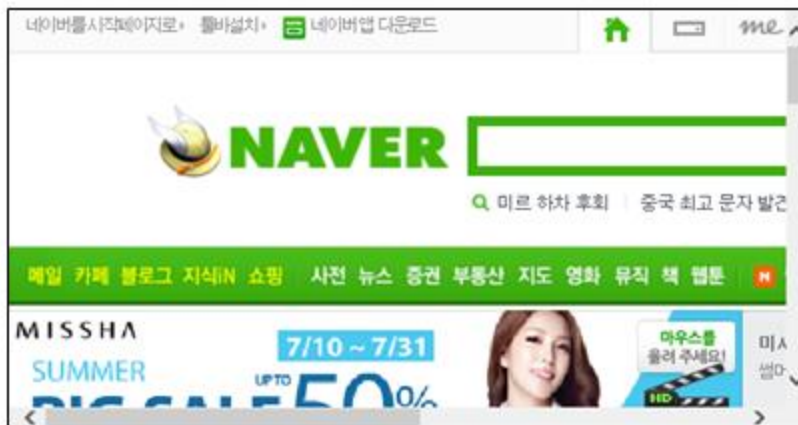 네이버를 시작페이지로 툴바설치 네이버 앱 다운로드
me
NAVER
미르 하차 후회 중국 최고 문자 발견
메일 카페 블로그 지식iN 쇼핑 사전 뉴스 증권 부동산 지도 영화 뮤직 책 웹툰 N
MISSHA
7/10 ~ 7/31
마우스를
올려 주세요!
SUMMER
UP TO 50%
BIG SALE
HD